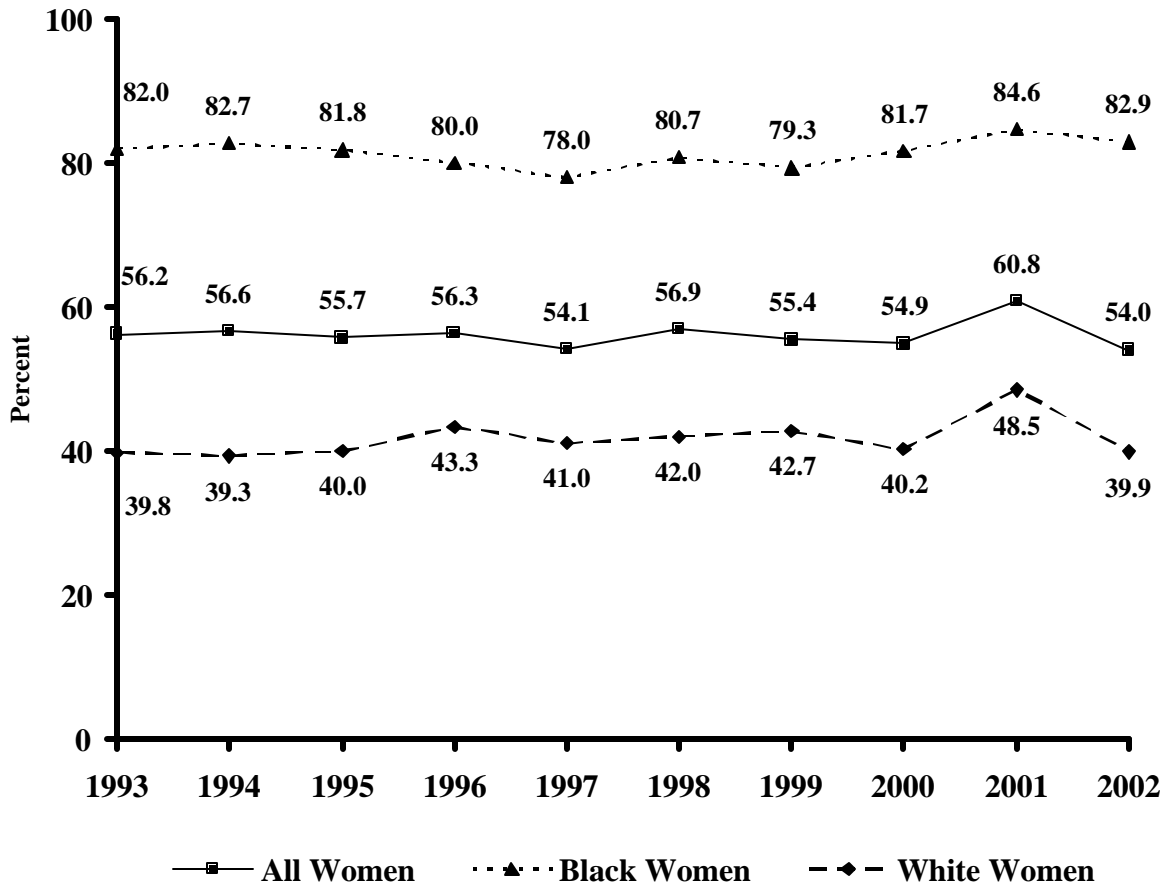 100
82.0 82.7 81.8 80.0 78.0 80.7 79.3 81.7 84.6 82.9
80
56.2 56.6 55.7 56.3 54.1 56.9 55.4 54.9 60.8 54.0
60
Percent
40
39.8 39.3 40.0 43.3 41.0 42.0 42.7 40.2 48.5 39.9
20
0
1993 1994 1995 1996 1997 1998 1999 2000 2001 2002
All Women Black Women White Women